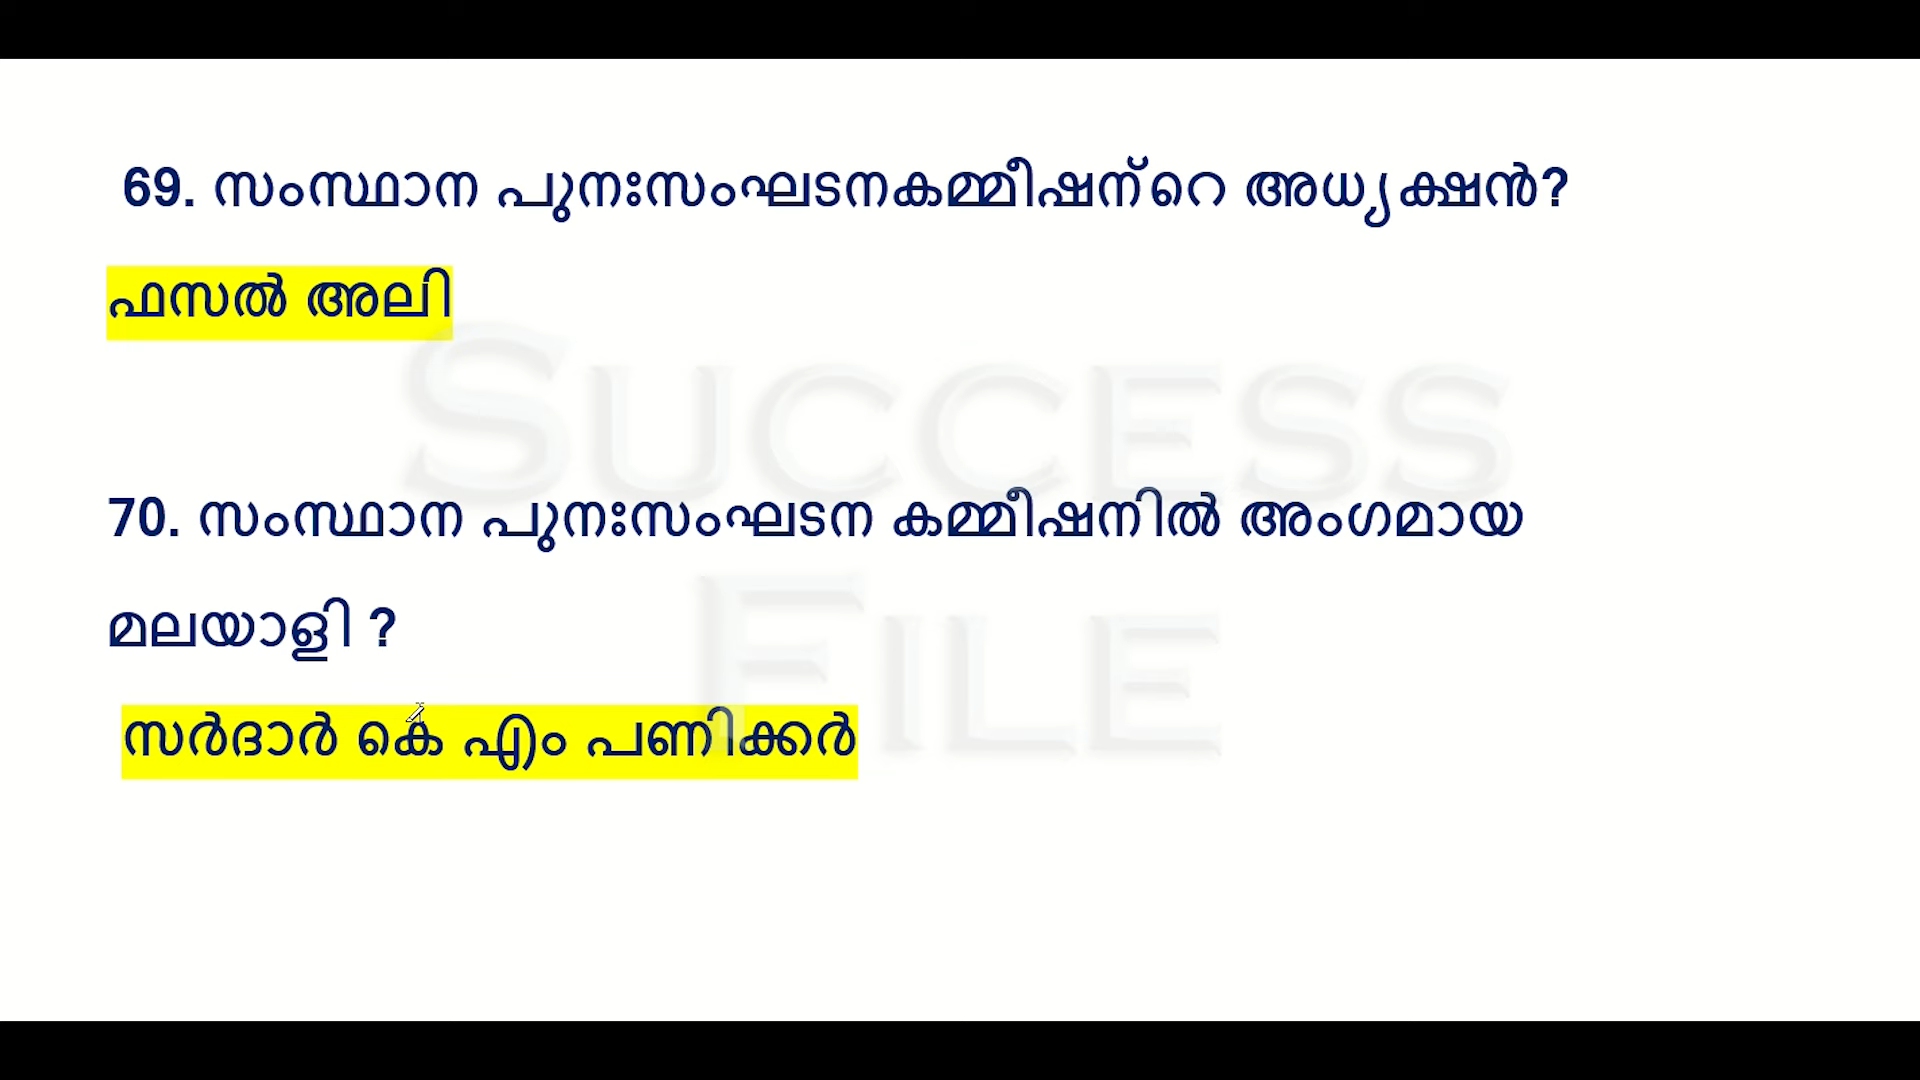 69. സംസ്ഥാന പുനഃസംഘടനകമ്മീഷന്റെ അധ്യക്ഷൻ?
ഫസൽ അലി
SUCCESS
70. സംസ്ഥാന പുനഃസംഘടന കമ്മീഷനിൽ അംഗമായ
മലയാളി ?
FILE
സർദാർ കെ എം പണിക്കർ